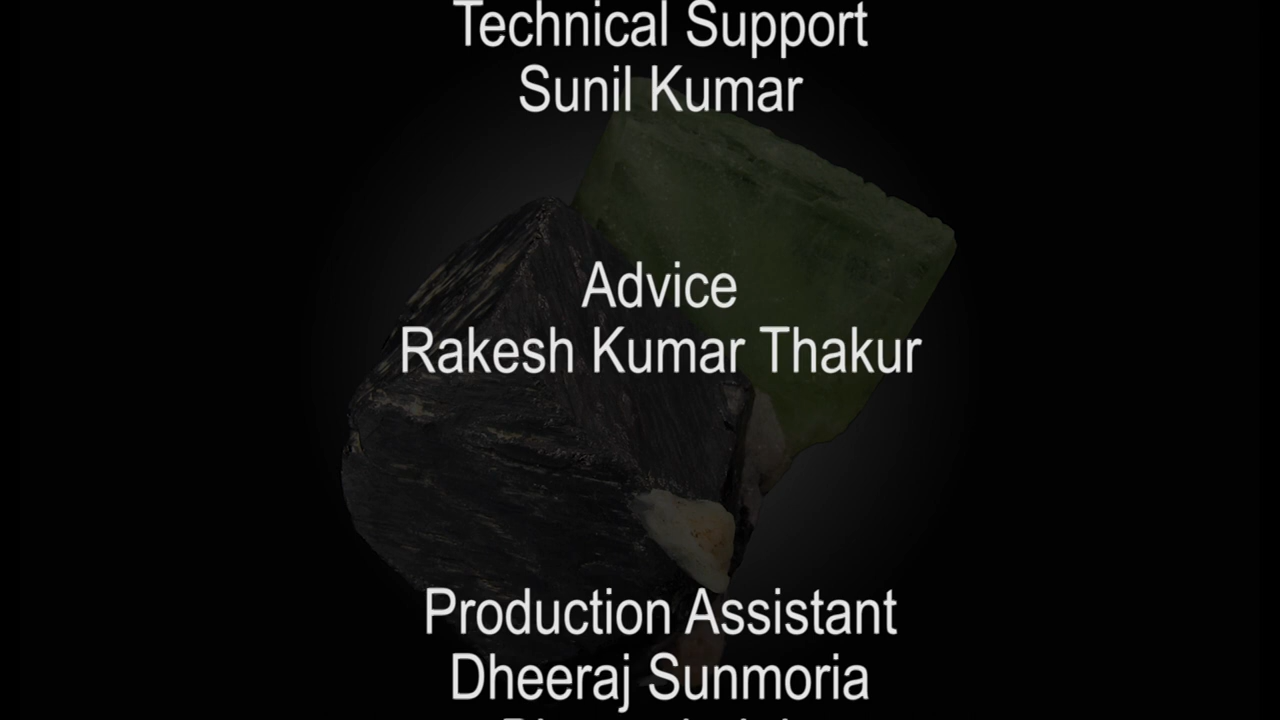 Technical Support
Sunil Kumar
Advice
Rakesh Kumar Thakur
Production Assistant
Dheeraj Sunmoria